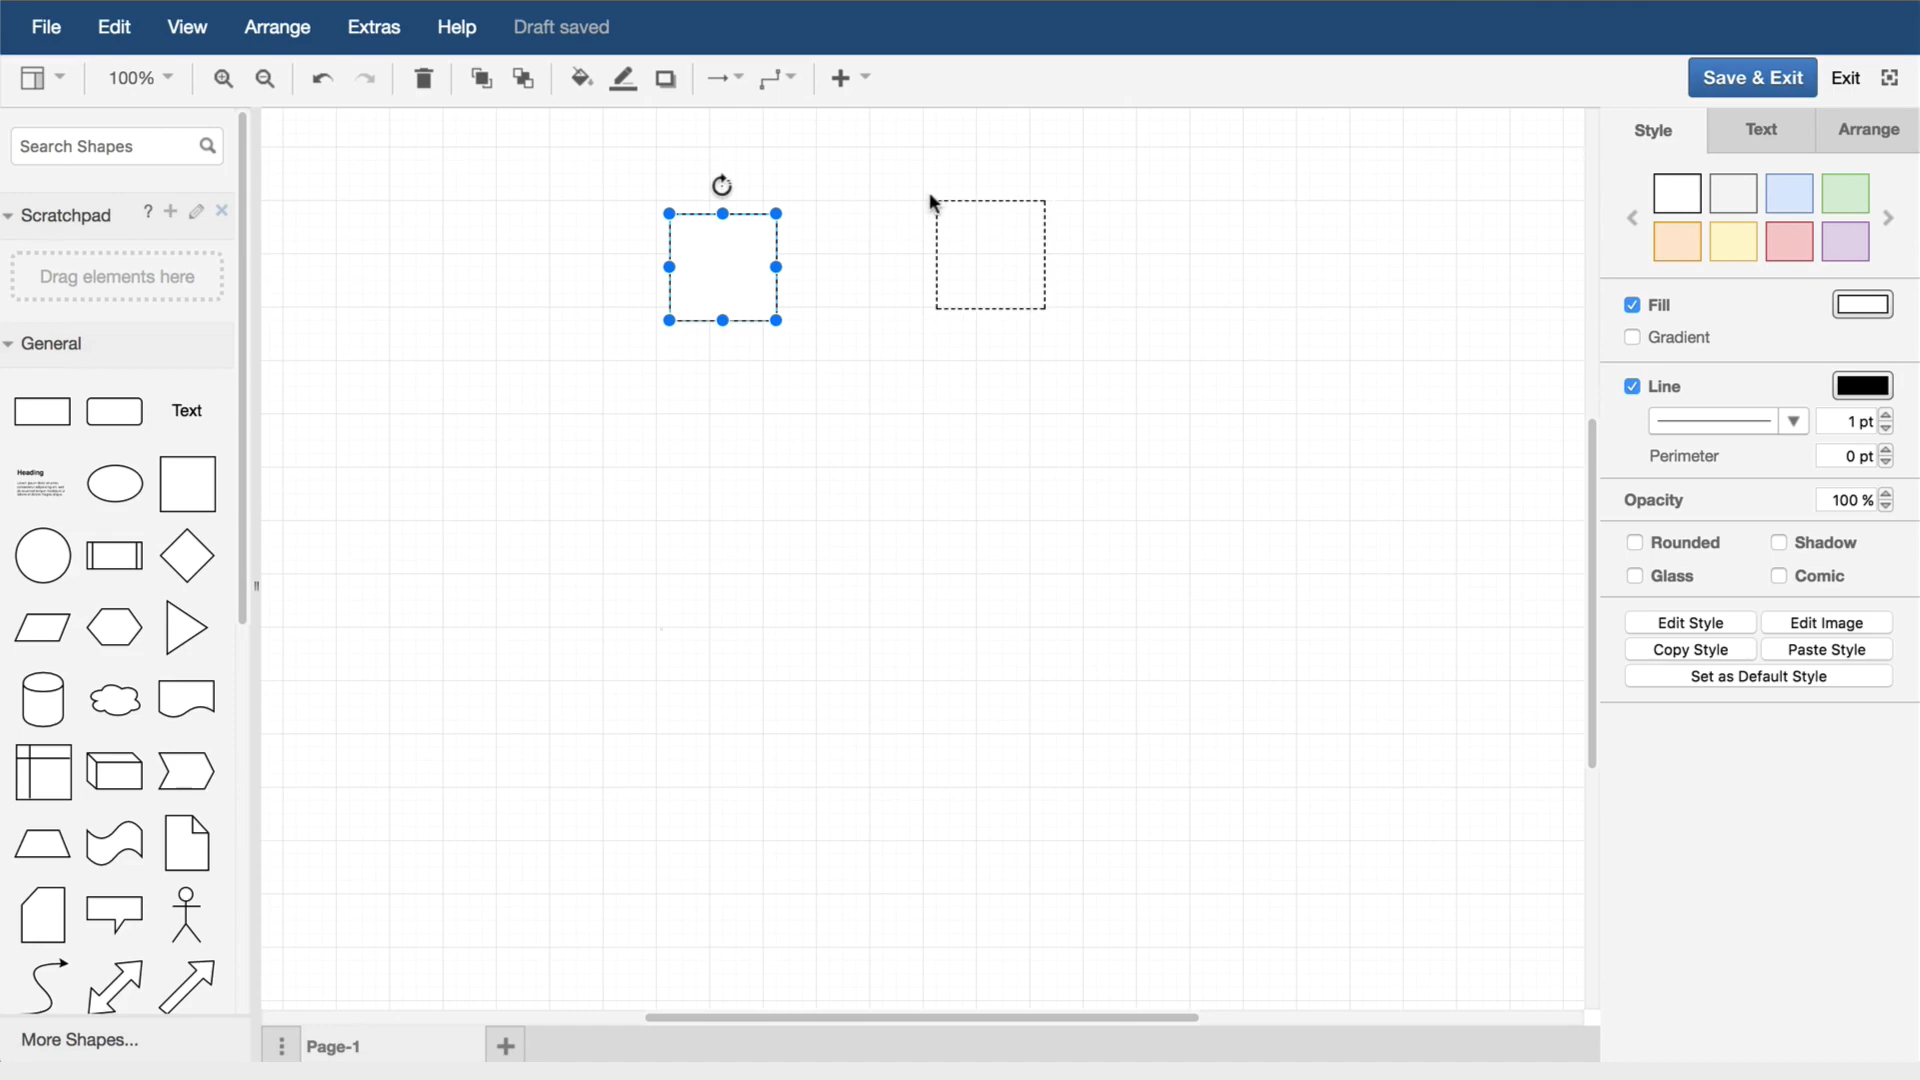 File Edit View Arrange Extras Help Draft saved
100% Save & Exit Exit
Search Shapes
Scratchpad ?
Drag elements here
General
Text
Heading
More Shapes...
Page-1
Style Text Arrange
Fill
Gradient
Line
1 pt
Perimeter 0 pt
Opacity 100 %
Rounded Shadow
Glass Comic
Edit Style Edit Image
Copy Style Paste Style
Set as Default Style